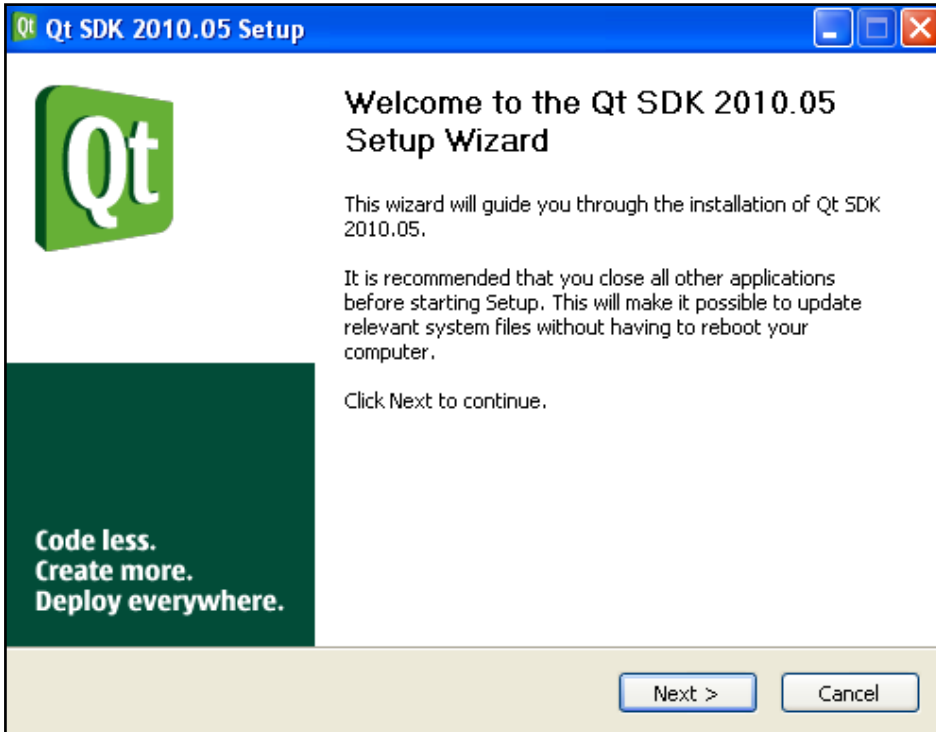 Qt Qt SDK 2010.05 Setup
Qt
Welcome to the Qt SDK 2010.05
Setup Wizard
This wizard will guide you through the installation of Qt SDK
2010.05.
It is recommended that you close all other applications
before starting Setup. This will make it possible to update
relevant system files without having to reboot your
computer.
Click Next to continue.
Code less.
Create more.
Deploy everywhere.
Next >
Cancel